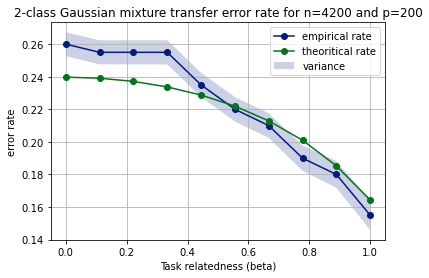 2-class Gaussian mixture transfer error rate for n=4200 and p=200
empirical rate
theoritical rate
variance
error rate
0.26
0.24
0.22
0.20
0.18
0.16
0.14
0.0 0.2 0.4 0.6 0.8 1.0
Task relatedness (beta)